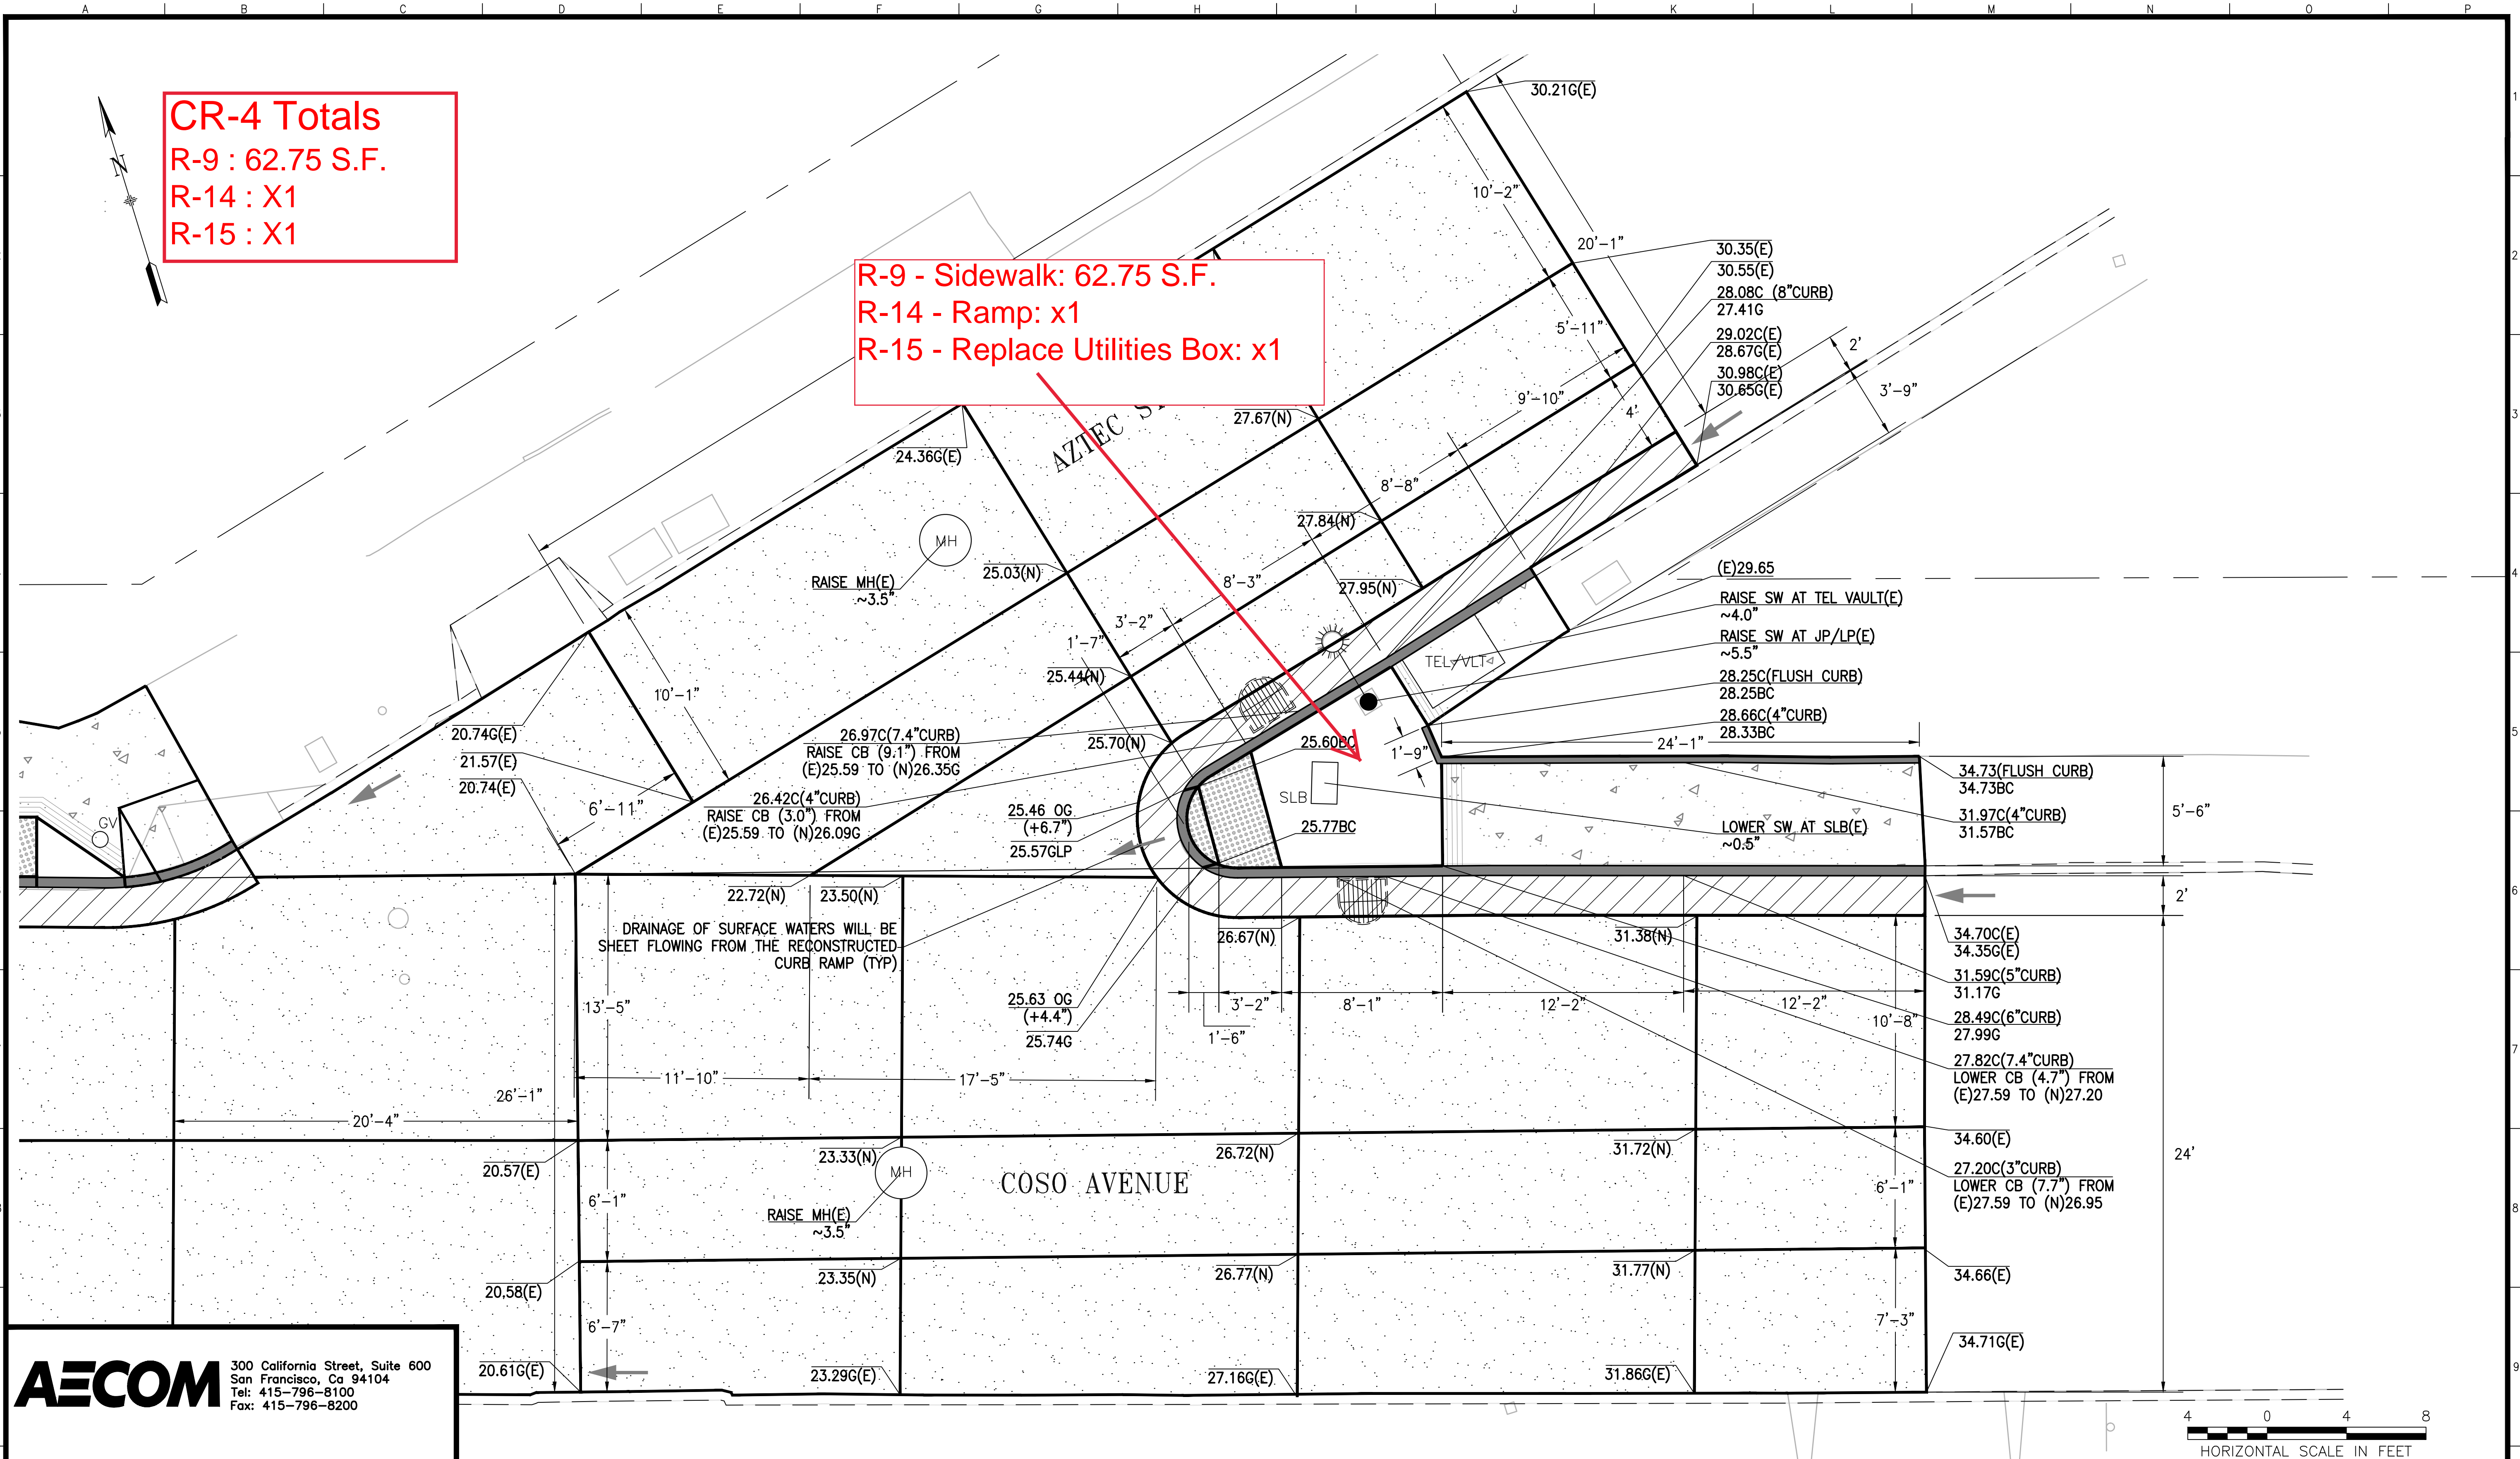 A B C D E F G H I J K L M N O P
CR-4 Totals
R-9 : 62.75 S.F.
R-14 : X1
R-15 : X1
N
R-9 - Sidewalk: 62.75 S.F.
R-14 - Ramp: x1
R-15 - Replace Utilities Box: x1
AZTEC
30.21G(E)
10'-2"
20'-1"
5'-11"
9'-10"
4'
8'-8"
8'-3"
3'-2"
1'-7"
2'
3'-9"
30.35(E)
30.55(E)
28.08C (8"CURB)
27.41G
29.02C(E)
28.67G(E)
30.98C(E)
30.65G(E)
27.67(N)
24.36G(E)
27.84(N)
27.95(N)
25.03(N)
25.44(N)
25.70(N)
MH
RAISE MH(E)
~3.5"
10'-1"
6'-11"
20.74G(E)
21.57(E)
20.74(E)
GV
26.97C(7.4"CURB)
RAISE CB (9.1") FROM
(E)25.59 TO (N)26.35G
26.42C(4"CURB)
RAISE CB (3.0") FROM
(E)25.59 TO (N)26.09G
25.46 OG
(+6.7")
25.57GLP
25.60BC
25.77BC
SLB
1'-9"
TEL/VLT
(E)29.65
RAISE SW AT TEL VAULT(E)
~4.0"
RAISE SW AT JP/LP(E)
~5.5"
28.25C(FLUSH CURB)
28.25BC
28.66C(4"CURB)
28.33BC
24'-1"
34.73(FLUSH CURB)
34.73BC
31.97C(4"CURB)
31.57BC
LOWER SW AT SLB(E)
~0.5"
5'-6"
2'
22.72(N)
23.50(N)
DRAINAGE OF SURFACE WATERS WILL BE
SHEET FLOWING FROM THE RECONSTRUCTED
CURB RAMP (TYP)
26.67(N)
31.38(N)
25.63 OG
(+4.4")
25.74G
3'-2"
1'-6"
8'-1"
12'-2"
12'-2"
10'-8"
34.70C(E)
34.35G(E)
31.59C(5"CURB)
31.17G
28.49C(6"CURB)
27.99G
27.82C(7.4"CURB)
LOWER CB (4.7") FROM
(E)27.59 TO (N)27.20
34.60(E)
27.20C(3"CURB)
LOWER CB (7.7") FROM
(E)27.59 TO (N)26.95
24'
13'-5"
26'-1"
11'-10"
17'-5"
20'-4"
20.57(E)
23.33(N)
26.72(N)
31.72(N)
MH
COSO AVENUE
RAISE MH(E)
~3.5"
6'-1"
6'-1"
20.58(E)
23.35(N)
26.77(N)
31.77(N)
34.66(E)
6'-7"
7'-3"
20.61G(E)
23.29G(E)
27.16G(E)
31.86G(E)
34.71G(E)
AECOM
300 California Street, Suite 600
San Francisco, Ca 94104
Tel: 415-796-8100
Fax: 415-796-8200
4 0 4 8
HORIZONTAL SCALE IN FEET
1
2
3
4
5
6
7
8
9